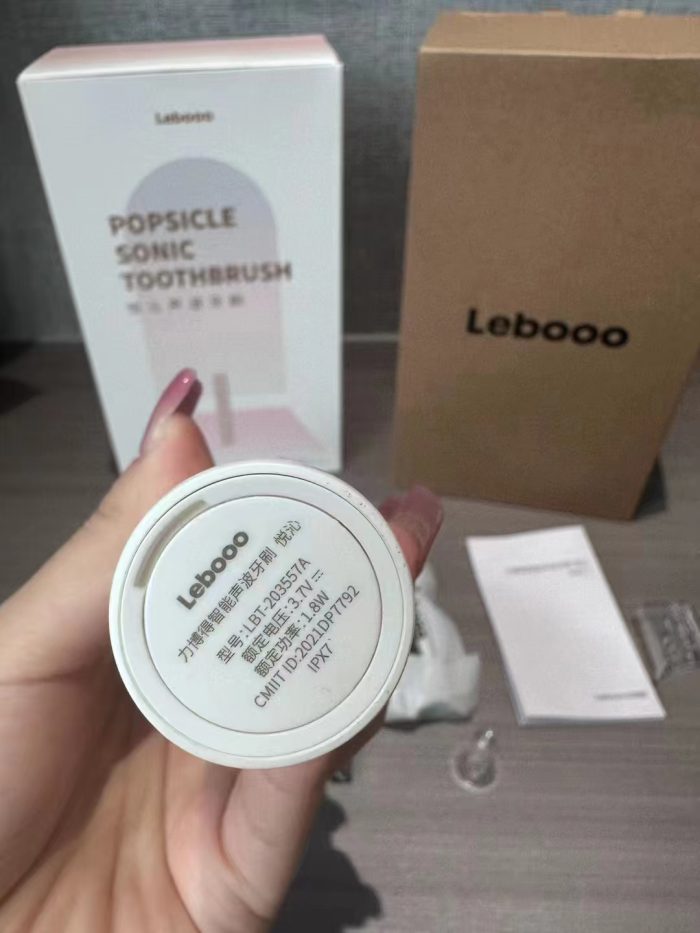 Lebooo
POPSICLE
SONIC
TOOTHBRUSH
Lebooo
Lebooo
力博得智能声波牙刷 悦沁
型号:LBT-203557A
额定电压:3.7V⎓
额定功率:1.8W
CMIIT ID:2021DP7792
IPX7